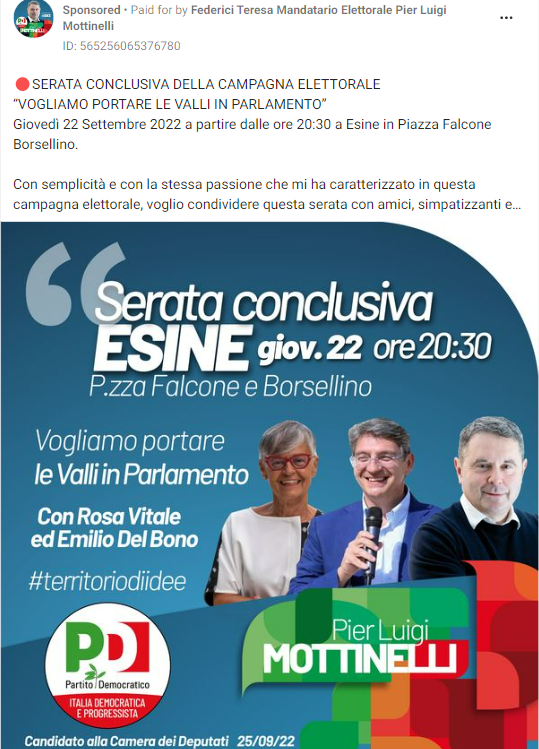 Sponsored • Paid for by Federici Teresa Mandatario Elettorale Pier Luigi
Mottinelli
ID: 565256065376780
🔴SERATA CONCLUSIVA DELLA CAMPAGNA ELETTORALE
“VOGLIAMO PORTARE LE VALLI IN PARLAMENTO”
Giovedì 22 Settembre 2022 a partire dalle ore 20:30 a Esine in Piazza Falcone
Borsellino.
Con semplicità e con la stessa passione che mi ha caratterizzato in questa
campagna elettorale, voglio condividere questa serata con amici, simpatizzanti e...
Serata conclusiva
ESINE giov. 22 ore 20:30
P.zza Falcone e Borsellino
Vogliamo portare
le Valli in Parlamento
Con Rosa Vitale
ed Emilio Del Bono
#territoriodiidee
PD
Partito Democratico
ITALIA DEMOCRATICA
E PROGRESSISTA
Pier Luigi
MOTTINELLI
Candidato alla Camera dei Deputati 25/09/22